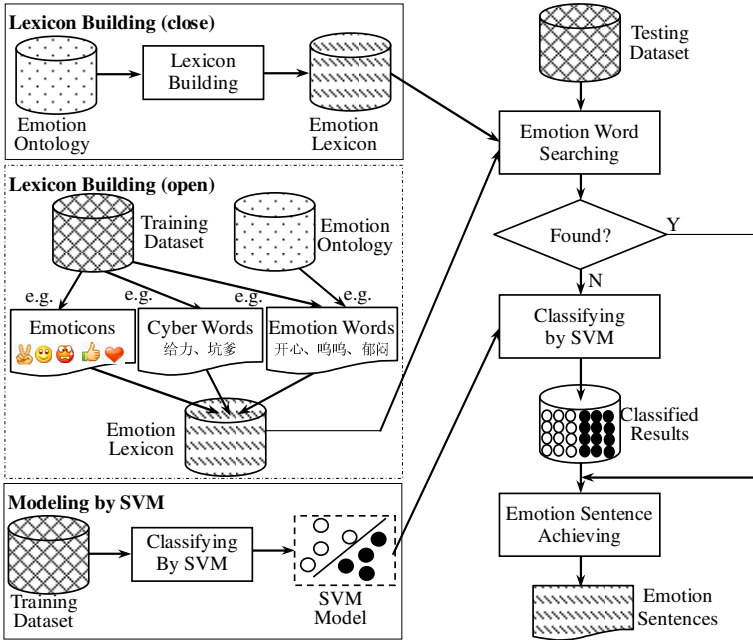 Lexicon Building (close)
Emotion
Ontology
Lexicon
Building
Emotion
Lexicon
Lexicon Building (open)
Training
Dataset
Emotion
Ontology
e.g.
e.g.
e.g.
e.g.
Emoticons
Cyber Words
给力、坑爹
Emotion Words
开心、呜呜、郁闷
Emotion
Lexicon
Modeling by SVM
Training
Dataset
Classifying
By SVM
SVM
Model
Testing
Dataset
Emotion Word
Searching
Found?
Y
N
Classifying
by SVM
Classified
Results
Emotion Sentence
Achieving
Emotion
Sentences